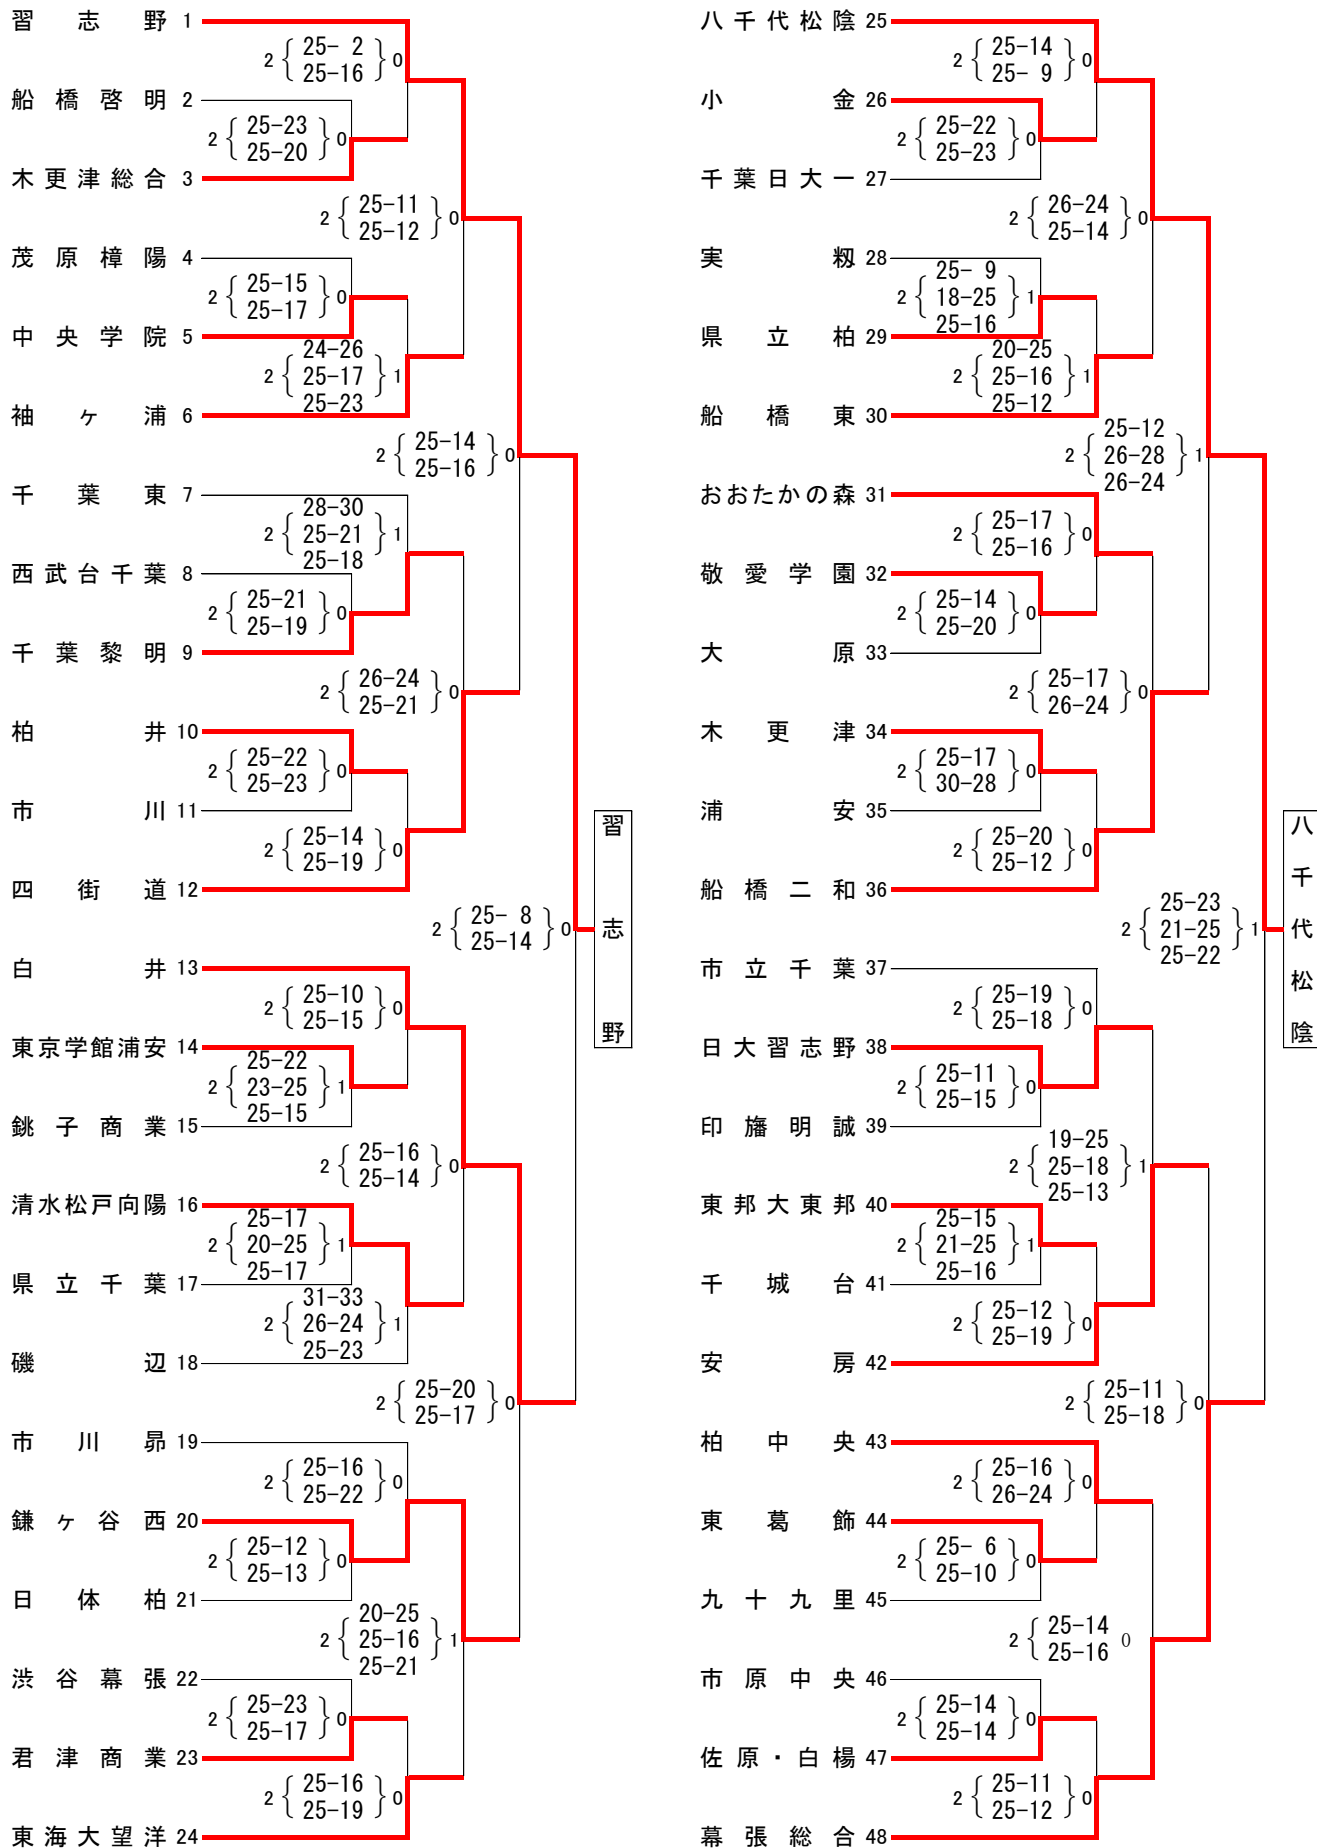 習志野 1
2 25- 2 0
25-16
船橋啓明 2
2 25-23 0
25-20
木更津総合 3
2 25-11 0
25-12
茂原樟陽 4
2 25-15 0
25-17
中央学院 5
24-26
2 25-17 1
25-23
袖ヶ浦 6
2 25-14 0
25-16
千葉東 7
28-30
2 25-21 1
25-18
西武台千葉 8
2 25-21 0
25-19
千葉黎明 9
2 26-24 0
25-21
柏井 10
2 25-22 0
25-23
市川 11
2 25-14 0
25-19
四街道 12
2 25- 8 0
25-14
習志野
白井 13
2 25-10 0
25-15
東京学館浦安 14
25-22
2 23-25 1
25-15
銚子商業 15
2 25-16 0
25-14
清水松戸向陽 16
25-17
2 20-25 1
25-17
県立千葉 17
31-33
2 26-24 1
25-23
磯辺 18
2 25-20 0
25-17
市川昴 19
2 25-16 0
25-22
鎌ヶ谷西 20
2 25-12 0
25-13
日体柏 21
20-25
2 25-16 1
25-21
渋谷幕張 22
2 25-23 0
25-17
君津商業 23
2 25-16 0
25-19
東海大望洋 24
八千代松陰 25
2 25-14 0
25- 9
小金 26
2 25-22 0
25-23
千葉日大一 27
2 26-24 0
25-14
実籾 28
25- 9
2 18-25 1
25-16
県立柏 29
20-25
2 25-16 1
25-12
船橋東 30
25-12
2 26-28 1
26-24
おおたかの森 31
2 25-17 0
25-16
敬愛学園 32
2 25-14 0
25-20
大原 33
2 25-17 0
26-24
木更津 34
2 25-17 0
30-28
浦安 35
2 25-20 0
25-12
船橋二和 36
25-23
2 21-25 1
25-22
八千代松陰
市立千葉 37
2 25-19 0
25-18
日大習志野 38
2 25-11 0
25-15
印旛明誠 39
19-25
2 25-18 1
25-13
東邦大東邦 40
25-15
2 21-25 1
25-16
千城台 41
2 25-12 0
25-19
安房 42
2 25-11 0
25-18
柏中央 43
2 25-16 0
26-24
東葛飾 44
2 25- 6 0
25-10
九十九里 45
2 25-14 0
25-16
市原中央 46
2 25-14 0
25-14
佐原・白楊 47
2 25-11 0
25-12
幕張総合 48